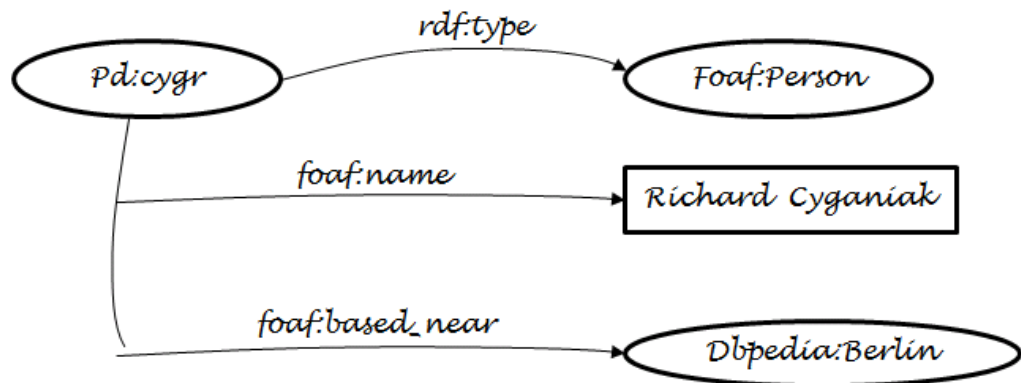 rdf:type
Pd:cygr
Foaf:Person
foaf:name
Richard Cyganiak
foaf:based_near
Dbpedia:Berlin